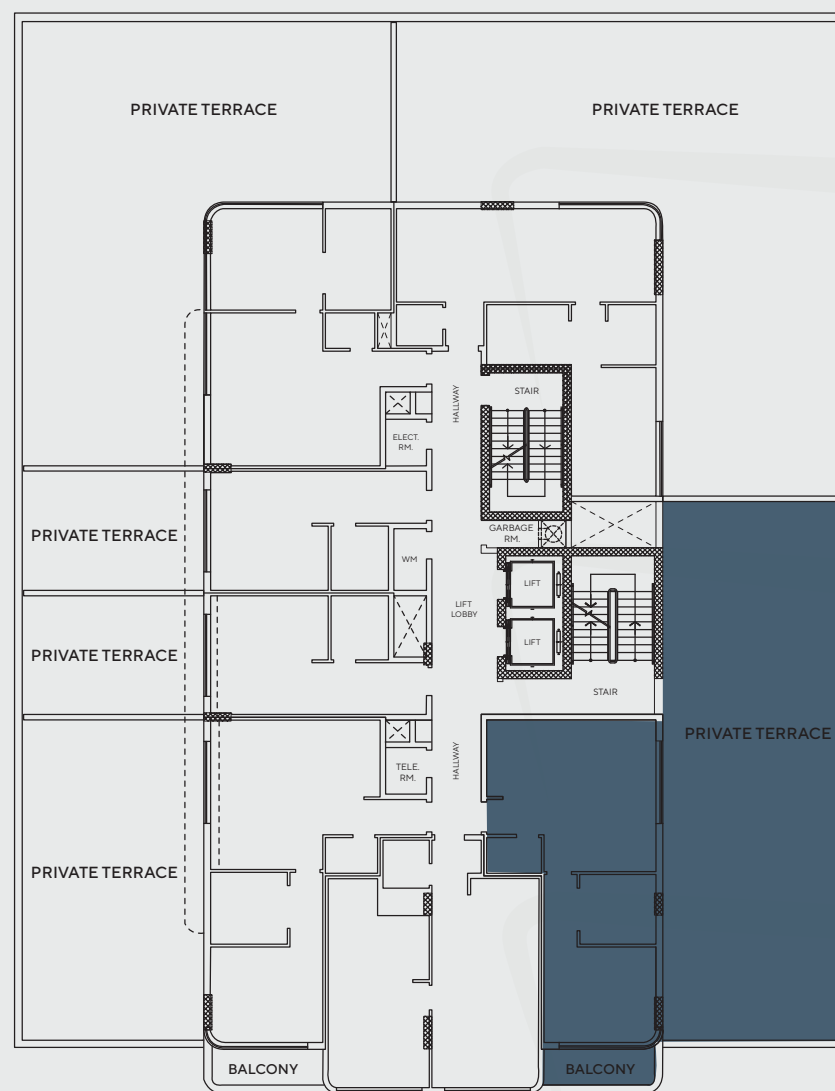 PRIVATE TERRACE
PRIVATE TERRACE
HALLWAY
STAIR
ELECT.
RM.
GARBAGE
RM.
PRIVATE TERRACE
WM
LIFT
LIFT
LOBBY
LIFT
PRIVATE TERRACE
STAIR
PRIVATE TERRACE
HALLWAY
TELE.
RM.
PRIVATE TERRACE
BALCONY
BALCONY